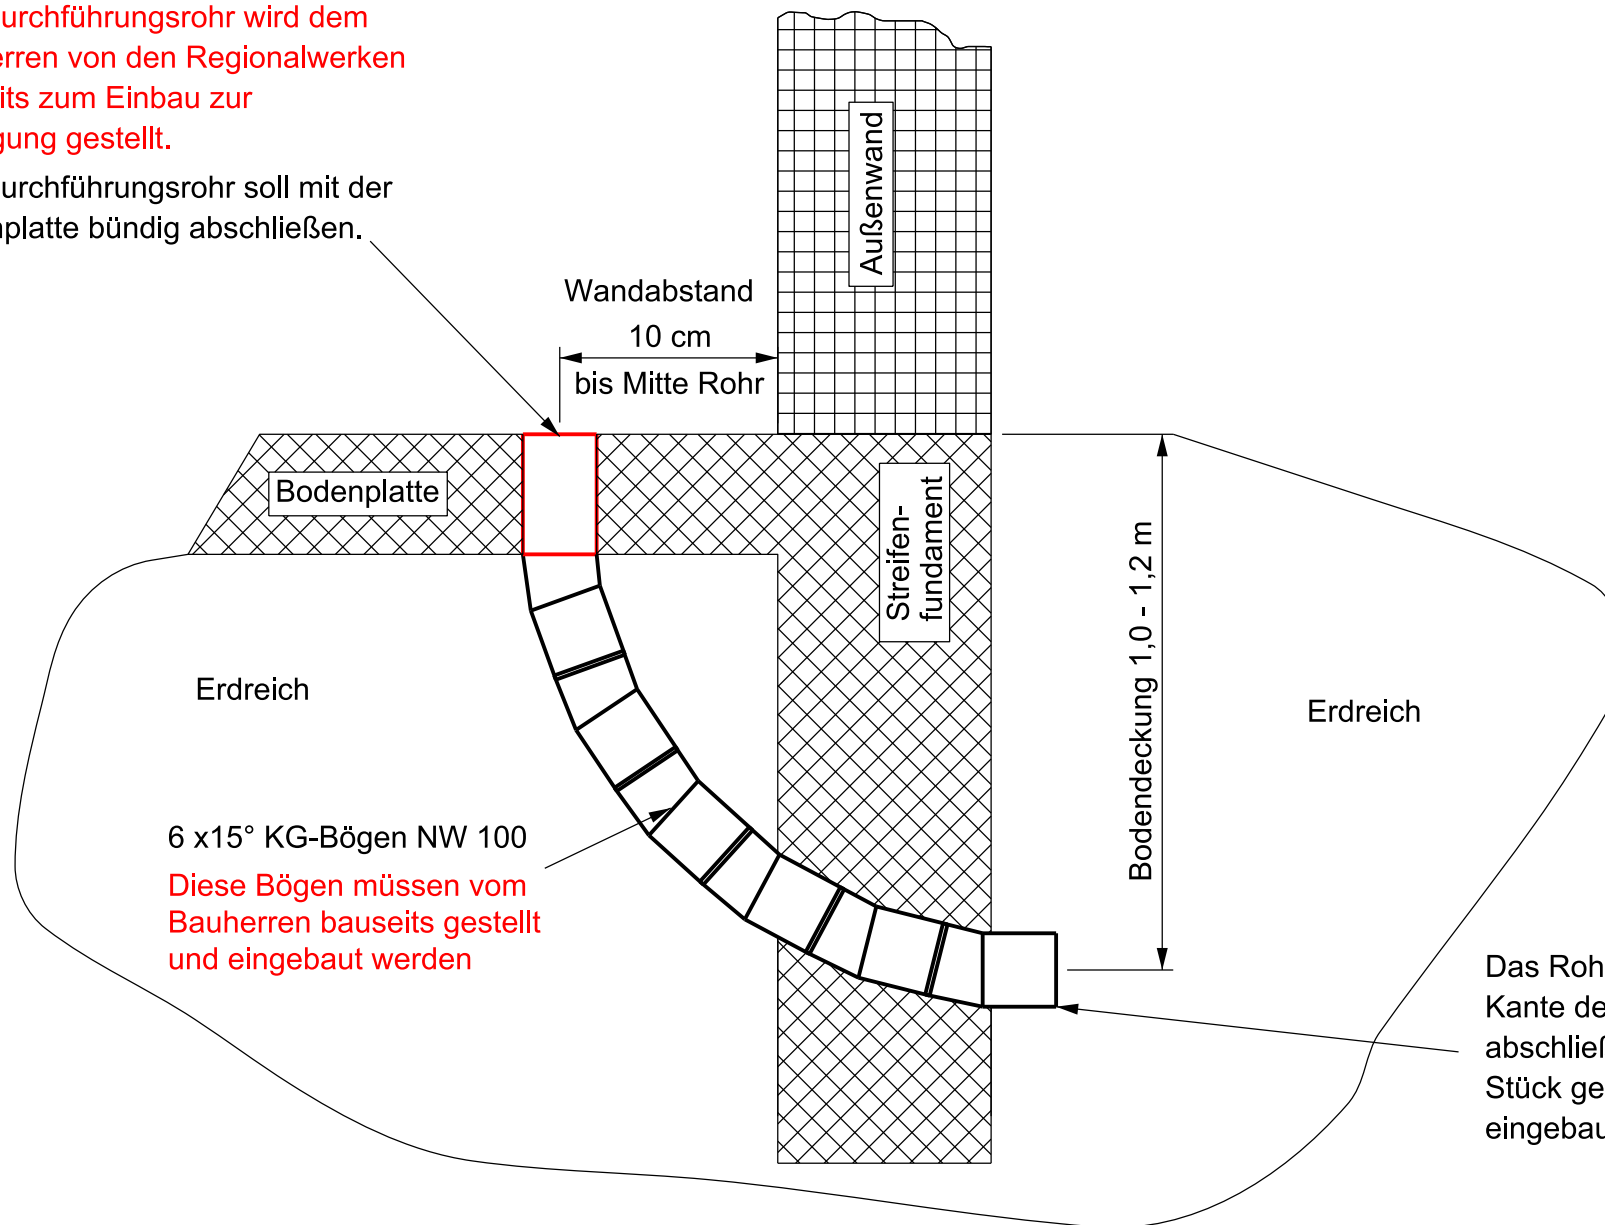 urchführungsrohr wird dem
erren von den Regionalwerken
its zum Einbau zur
gung gestellt.
urchführungsrohr soll mit der
nplatte bündig abschließen.
Wandabstand
10 cm
bis Mitte Rohr
Außenwand
Bodenplatte
Streifen-
fundament
Bodendeckung 1,0 - 1,2 m
Erdreich
Erdreich
6 x15° KG-Bögen NW 100
Diese Bögen müssen vom
Bauherren bauseits gestellt
und eingebaut werden
Das Roh
Kante de
abschließ
Stück ge
eingebau